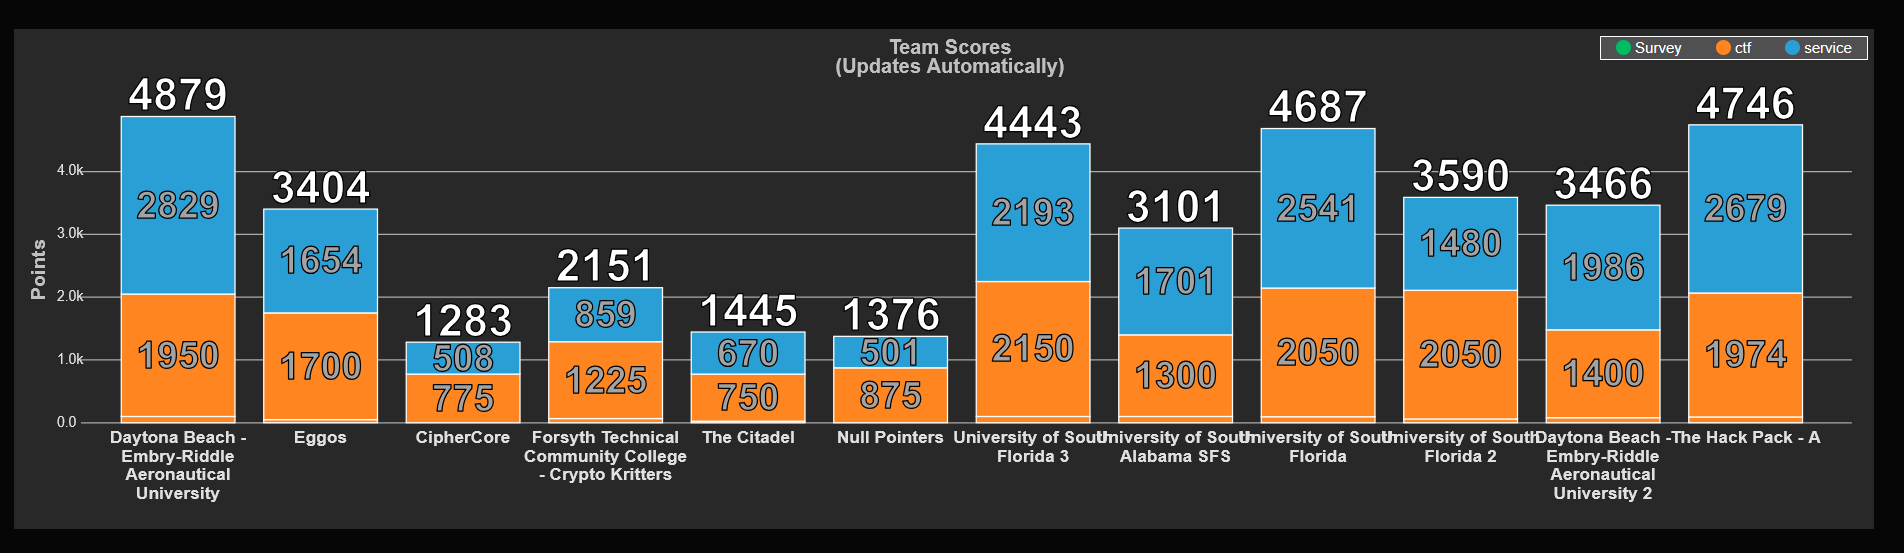 Team Scores
(Updates Automatically)
Survey ctf service
Points
4.0k
3.0k
2.0k
1.0k
0.0
4879
2829
1950
3404
1654
1700
1283
508
775
2151
859
1225
1445
670
750
1376
501
875
4443
2193
2150
3101
1701
1300
4687
2541
2050
3590
1480
2050
3466
1986
1400
4746
2679
1974
Daytona Beach -
Embry-Riddle
Aeronautical
University
Eggos
CipherCore
Forsyth Technical
Community College
- Crypto Kritters
The Citadel
Null Pointers
University of South
Florida 3
University of South
Alabama SFS
University of South
Florida
University of South
Florida 2
Daytona Beach -
Embry-Riddle
Aeronautical
University 2
The Hack Pack - A